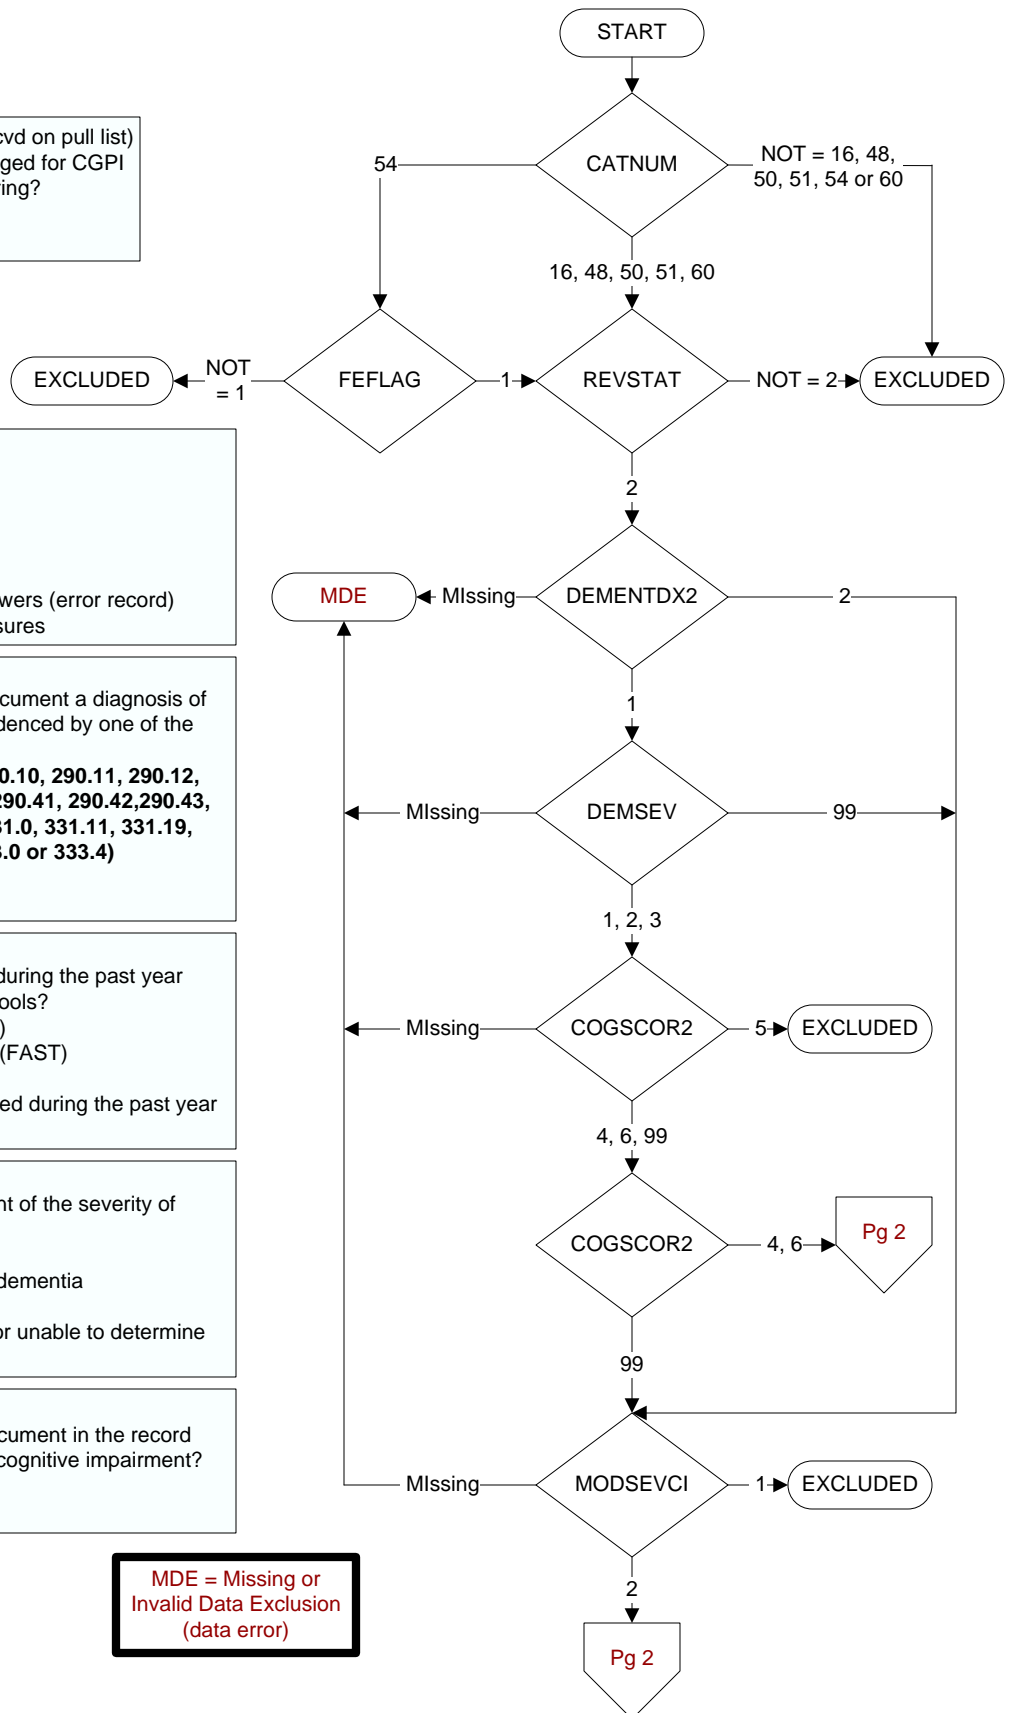 START
cvd on pull list)
ged for CGPI
ring?
54
CATNUM
NOT = 16, 48,
50, 51, 54 or 60
16, 48, 50, 51, 60
EXCLUDED
NOT
= 1
FEFLAG
1
REVSTAT
NOT = 2
EXCLUDED
2
wers (error record)
sures
MDE
MIssing
DEMENTDX2
2
1
cument a diagnosis of
denced by one of the
0.10, 290.11, 290.12,
290.41, 290.42,290.43,
31.0, 331.11, 331.19,
3.0 or 333.4)
MIssing
DEMSEV
99
1, 2, 3
during the past year
ools?
)
(FAST)
ed during the past year
MIssing
COGSCOR2
5
EXCLUDED
4, 6, 99
nt of the severity of
dementia
or unable to determine
COGSCOR2
4, 6
Pg 2
99
cument in the record
cognitive impairment?
MIssing
MODSEVCI
1
EXCLUDED
2
MDE = Missing or
Invalid Data Exclusion
(data error)
Pg 2